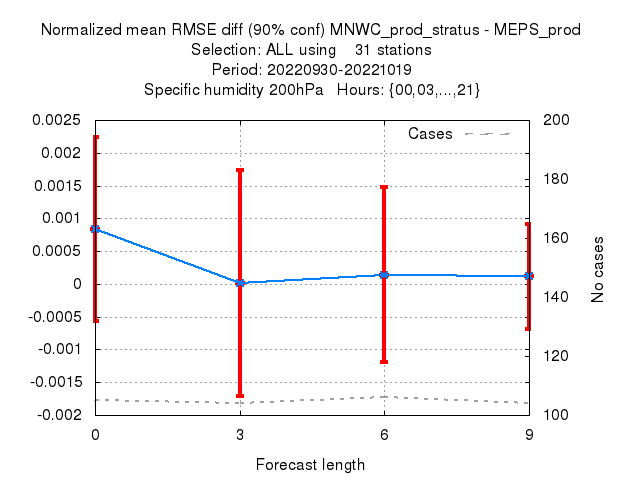 Normalized mean RMSE diff (90% conf) MNWC_prod_stratus - MEPS_prod
Selection: ALL using    31 stations
Period: 20220930-20221019
Specific humidity 200hPa   Hours: {00,03,...,21}
Cases
0.0025
0.002
0.0015
0.001
0.0005
0
-0.0005
-0.001
-0.0015
-0.002
200
180
160
140
120
100
No cases
0 3 6 9
Forecast length